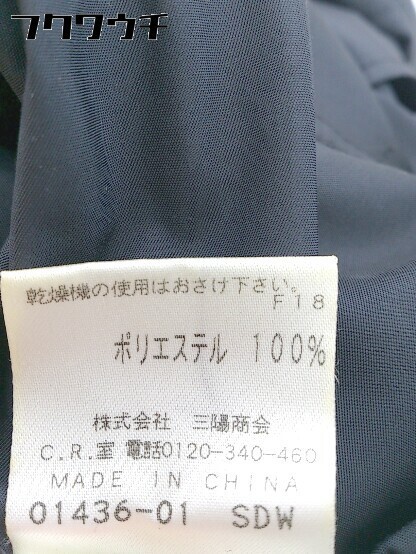 フクワウチ
乾燥機の使用はおさけ下さい。
F18
ポリエステル 100%
株式会社 三陽商会
C.R.室 電話0120-340-460
MADE IN CHINA
01436-01 SDW